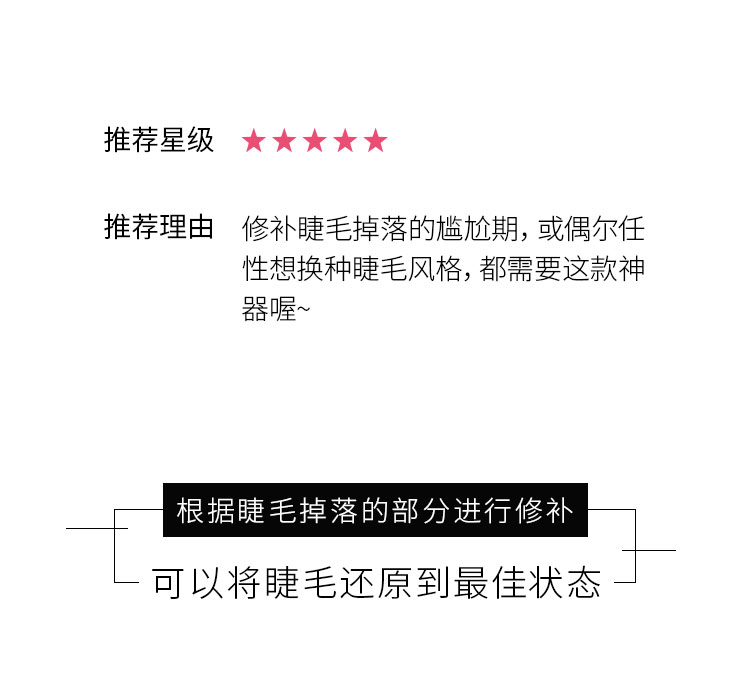 推荐星级 ★★★★★
推荐理由 修补睫毛掉落的尴尬期，或偶尔任
性想换种睫毛风格，都需要这款神
器喔~
根据睫毛掉落的部分进行修补
可以将睫毛还原到最佳状态